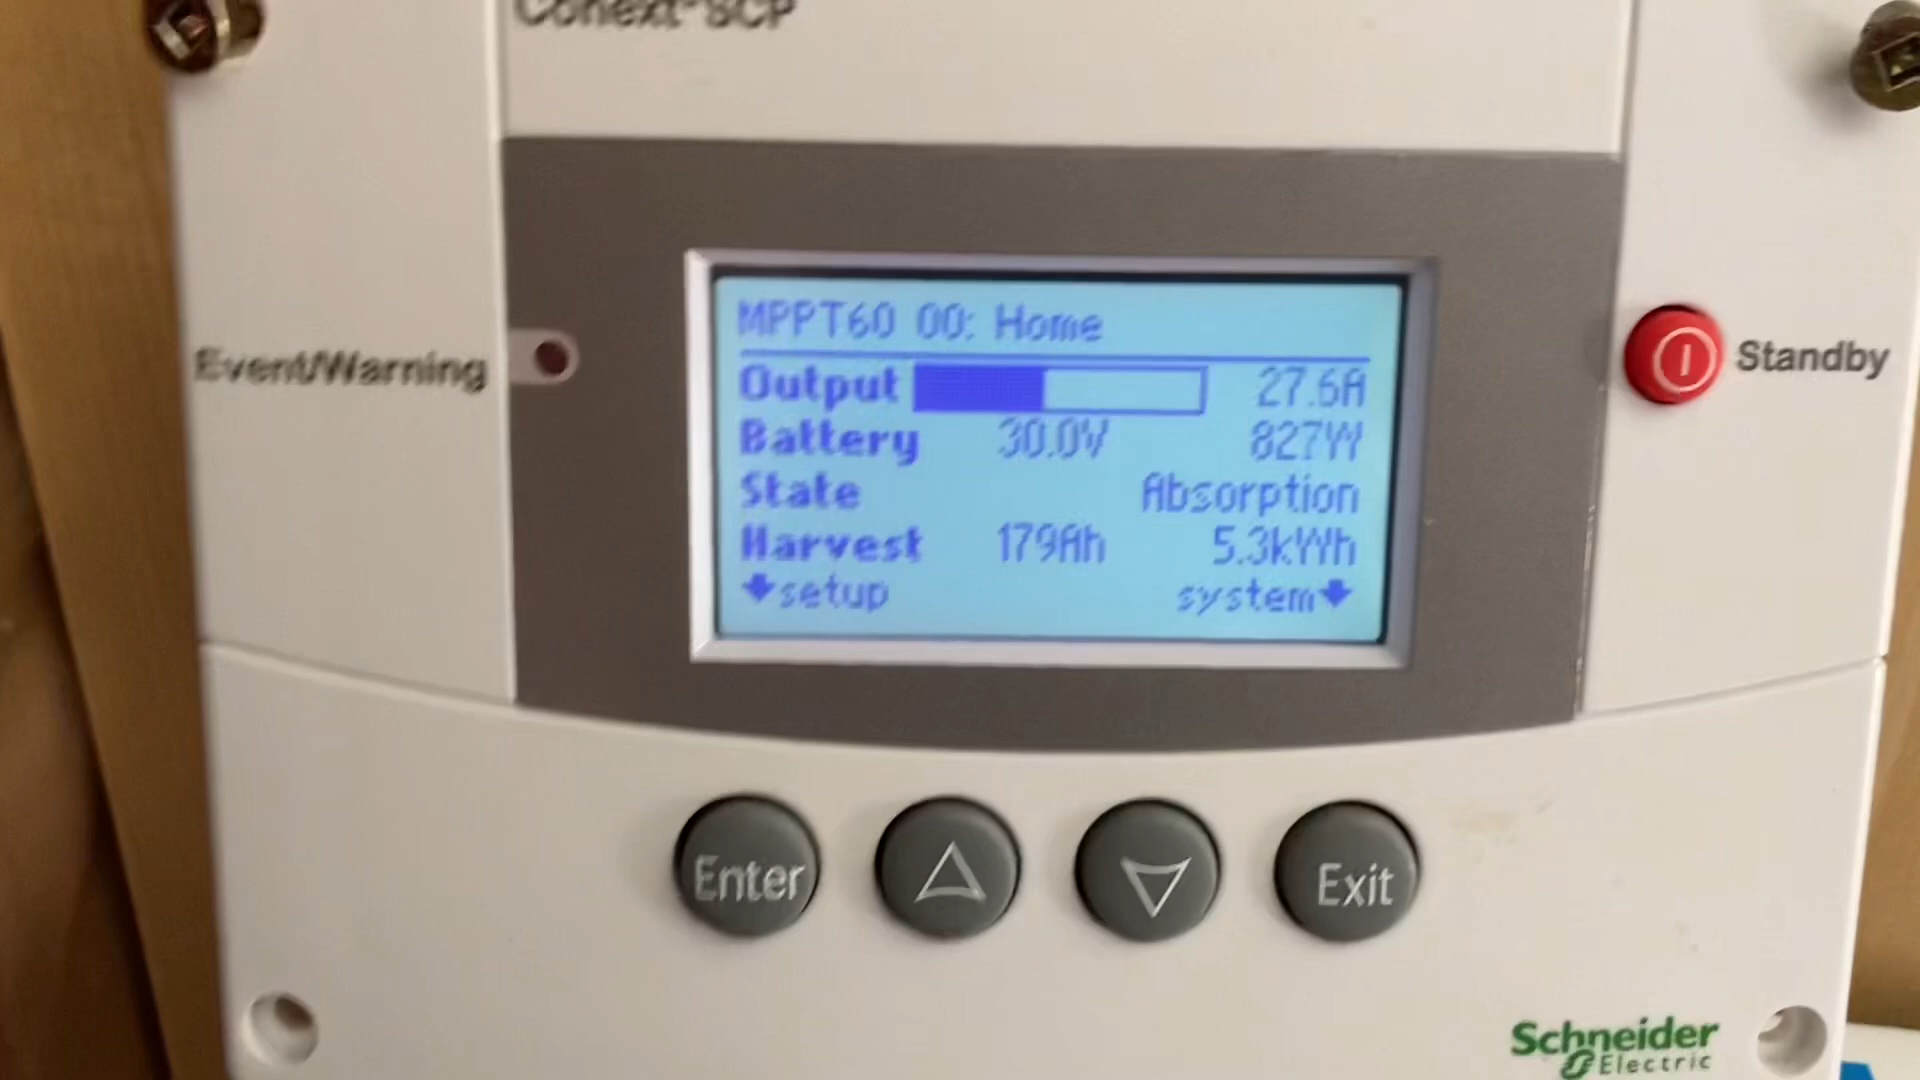 Conext SCP
MPPT60 00: Home
Output 27.6A
Battery 30.0V 827W
State Absorption
Harvest 179Ah 5.3kWh
setup system
Event/Warning
Standby
Enter
Exit
Schneider
Electric